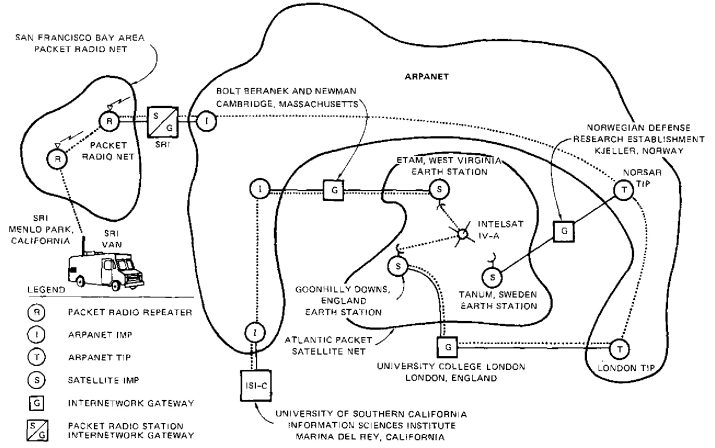 SAN FRANCISCO BAY AREA
PACKET RADIO NET
ARPANET
BOLT BERANEK AND NEWMAN
CAMBRIDGE, MASSACHUSETTS
NORWEGIAN DEFENSE
RESEARCH ESTABLISHMENT
KJELLER, NORWAY
R
S
G
I
SRI
R
PACKET
RADIO NET
ETAM, WEST VIRGINIA
EARTH STATION
NORSAR
TIP
I
G
S
T
SRI
MENLO PARK,
CALIFORNIA
SRI
VAN
INTELSAT
IV-A
G
S
S
GOONHILLY DOWNS,
ENGLAND
EARTH STATION
TANUM, SWEDEN
EARTH STATION
LEGEND
R PACKET RADIO REPEATER
I ARPANET IMP
T ARPANET TIP
S SATELLITE IMP
G INTERNETWORK GATEWAY
S G PACKET RADIO STATION
INTERNETWORK GATEWAY
I
ATLANTIC PACKET
SATELLITE NET
G
T
UNIVERSITY COLLEGE LONDON
LONDON, ENGLAND
LONDON TIP
ISI-C
UNIVERSITY OF SOUTHERN CALIFORNIA
INFORMATION SCIENCES INSTITUTE
MARINA DEL REY, CALIFORNIA